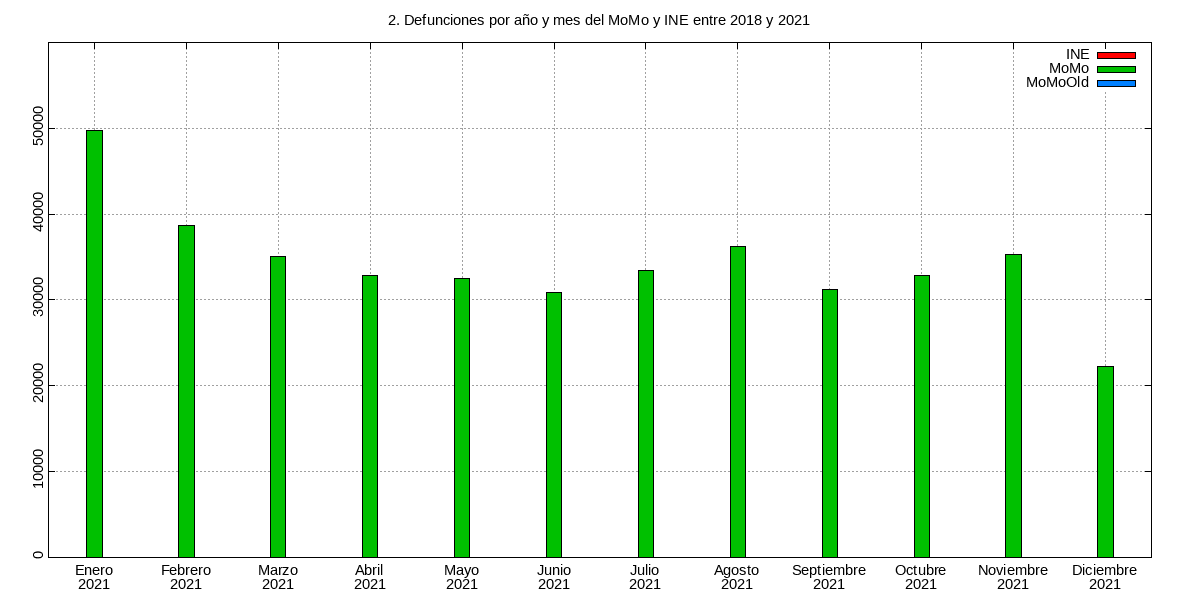 2. Defunciones por año y mes del MoMo y INE entre 2018 y 2021
INE
MoMo
MoMoOld
50000
40000
30000
20000
10000
0
Enero Febrero Marzo Abril Mayo Junio Julio Agosto Septiembre Octubre Noviembre Diciembre
2021 2021 2021 2021 2021 2021 2021 2021 2021 2021 2021 2021